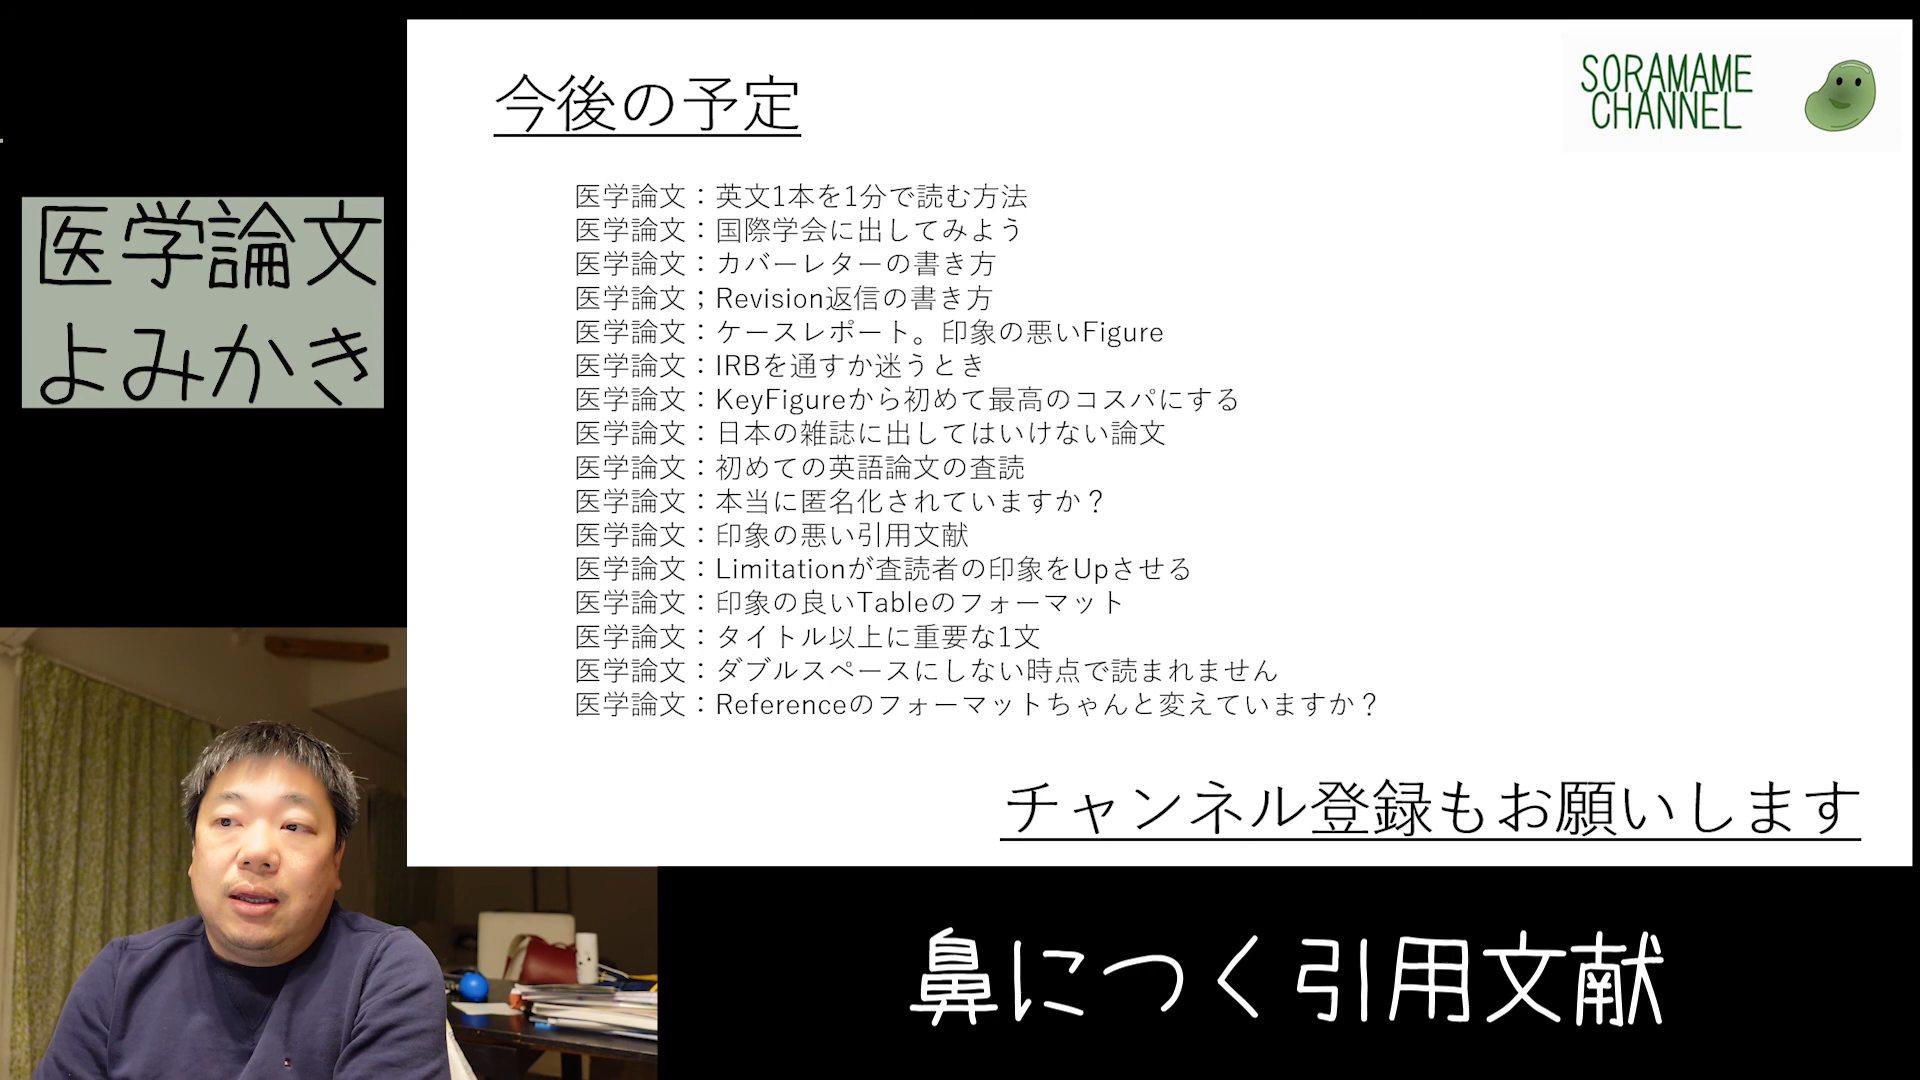 今後の予定
SORAMAME
CHANNEL
医学論文
よみかき
医学論文：英文1本を1分で読む方法
医学論文：国際学会に出してみよう
医学論文：カバーレターの書き方
医学論文；Revision返信の書き方
医学論文：ケースレポート。印象の悪いFigure
医学論文：IRBを通すか迷うとき
医学論文：KeyFigureから初めて最高のコスパにする
医学論文：日本の雑誌に出してはいけない論文
医学論文：初めての英語論文の査読
医学論文：本当に匿名化されていますか？
医学論文：印象の悪い引用文献
医学論文：Limitationが査読者の印象をUpさせる
医学論文：印象の良いTableのフォーマット
医学論文：タイトル以上に重要な1文
医学論文：ダブルスペースにしない時点で読まれません
医学論文：Referenceのフォーマットちゃんと変えていますか？
チャンネル登録もお願いします
鼻につく引用文献